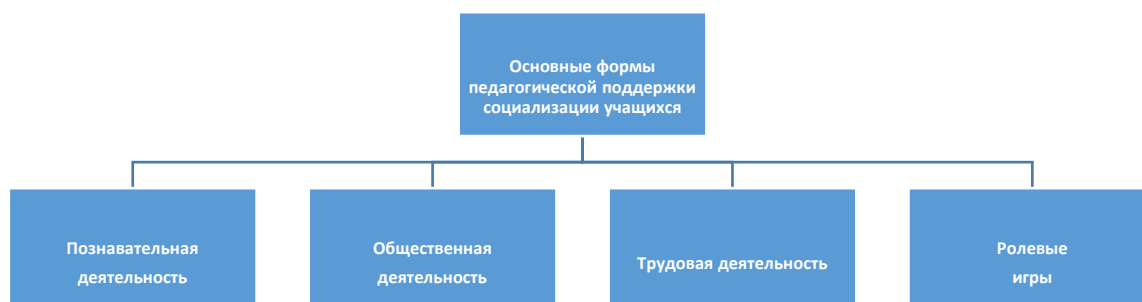 Основные формы
педагогической поддержки
социализации учащихся
Познавательная
деятельность
Общественная
деятельность
Трудовая деятельность
Ролевые
игры